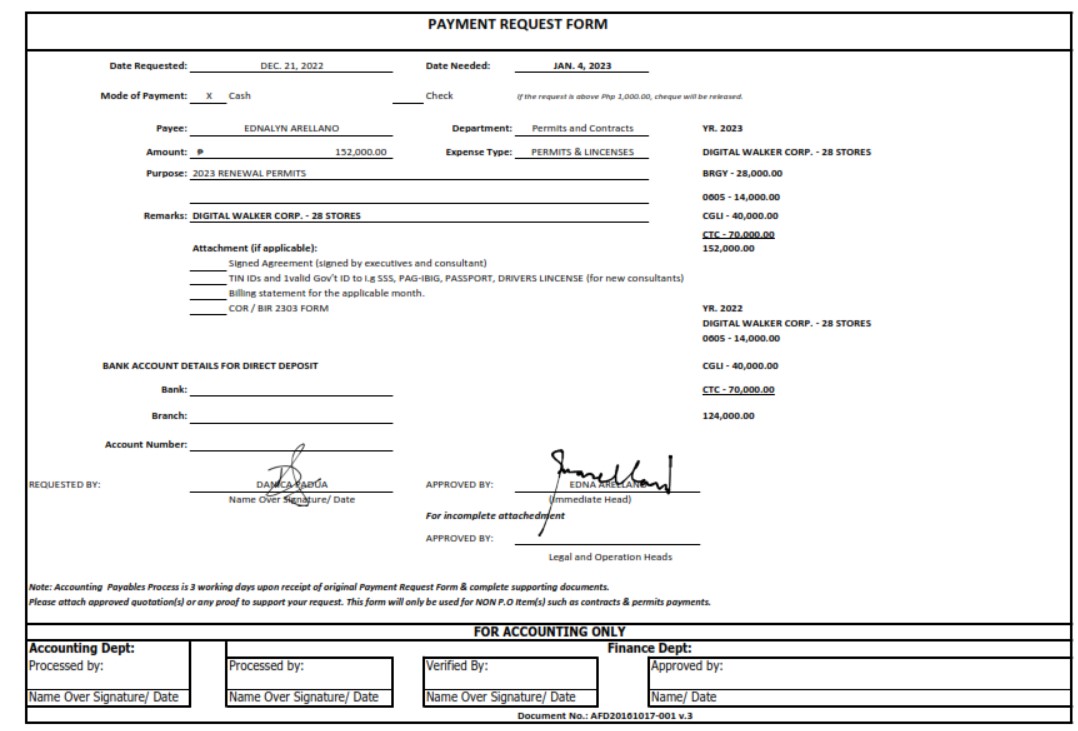 PAYMENT REQUEST FORM
Date Requested: DEC. 21, 2022 Date Needed: JAN. 4, 2023
Mode of Payment: X Cash Check If the request is above Php 1,000.00, cheque will be released.
Payee: EDNALYN ARELLANO Department: Permits and Contracts YR. 2023
Amount: ₱ 152,000.00 Expense Type: PERMITS & LINCENSES DIGITAL WALKER CORP. - 28 STORES
Purpose: 2023 RENEWAL PERMITS BRGY - 28,000.00
0605 - 14,000.00
Remarks: DIGITAL WALKER CORP. - 28 STORES CGLI - 40,000.00
CTC - 70,000.00
Attachment (if applicable): 152,000.00
Signed Agreement (signed by executives and consultant)
TIN IDs and 1valid Gov't ID to i.g SSS, PAG-IBIG, PASSPORT, DRIVERS LINCENSE (for new consultants)
Billing statement for the applicable month.
COR / BIR 2303 FORM YR. 2022
DIGITAL WALKER CORP. - 28 STORES
0605 - 14,000.00
BANK ACCOUNT DETAILS FOR DIRECT DEPOSIT CGLI - 40,000.00
Bank: CTC - 70,000.00
Branch: 124,000.00
Account Number:
REQUESTED BY: DANICA PADUA APPROVED BY: EDNA ARELLANO
Name Over Signature/ Date (Immediate Head)
For incomplete attachedment
APPROVED BY:
Legal and Operation Heads
Note: Accounting Payables Process is 3 working days upon receipt of original Payment Request Form & complete supporting documents.
Please attach approved quotation(s) or any proof to support your request. This form will only be used for NON P.O item(s) such as contracts & permits payments.
FOR ACCOUNTING ONLY
Accounting Dept: Finance Dept:
Processed by: Processed by: Verified By: Approved by:
Name Over Signature/ Date Name Over Signature/ Date Name Over Signature/ Date Name/ Date
Document No.: AFD20161017-001 v.3